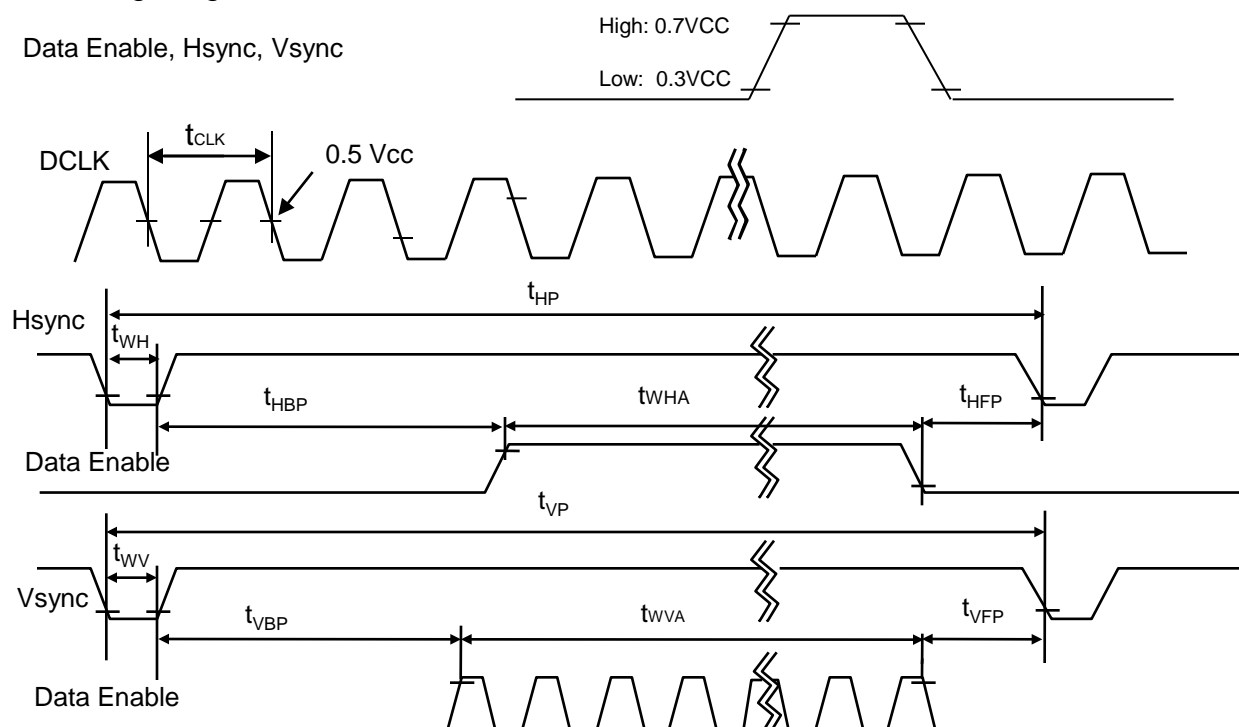 High: 0.7VCC
Data Enable, Hsync, Vsync
Low: 0.3VCC
tCLK
0.5 Vcc
DCLK
tHP
Hsync
tWH
tHBP
tWHA
tHFP
Data Enable
tVP
tWV
Vsync
tVBP
tWVA
tVFP
Data Enable